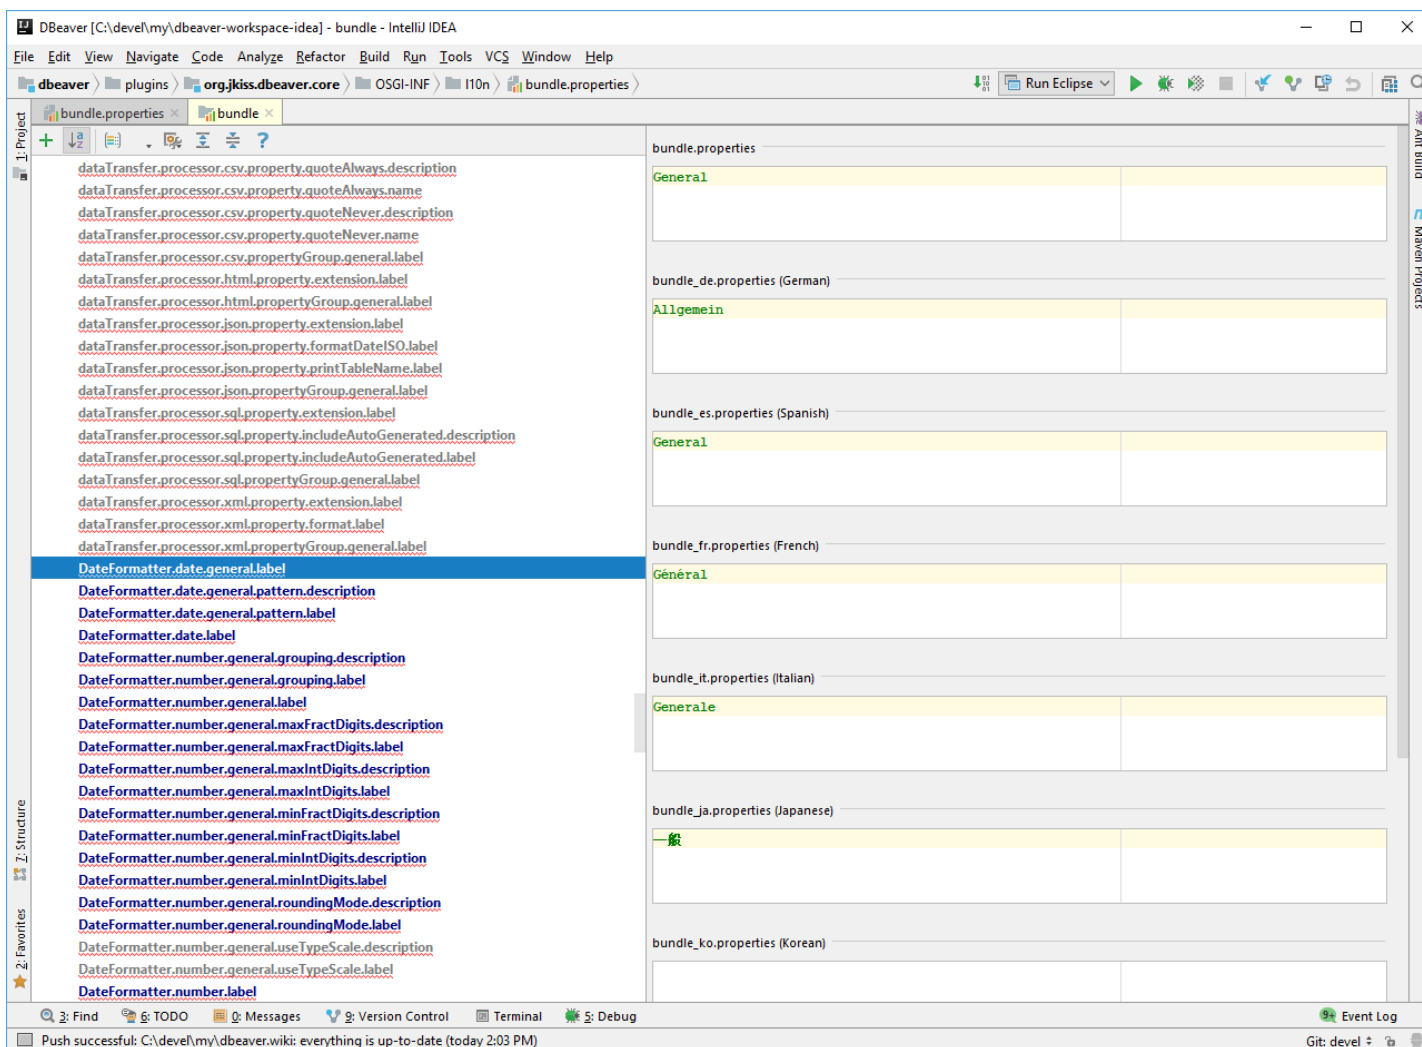 DBeaver [C:\devel\my\dbeaver-workspace-idea] - bundle - IntelliJ IDEA
File Edit View Navigate Code Analyze Refactor Build Run Tools VCS Window Help
dbeaver plugins org.jkiss.dbeaver.core OSGI-INF l10n bundle.properties Run Eclipse
bundle.properties bundle
1: Project
7: Structure
2: Favorites
dataTransfer.processor.csv.property.quoteAlways.description
dataTransfer.processor.csv.property.quoteAlways.name
dataTransfer.processor.csv.property.quoteNever.description
dataTransfer.processor.csv.property.quoteNever.name
dataTransfer.processor.csv.propertyGroup.general.label
dataTransfer.processor.html.property.extension.label
dataTransfer.processor.html.propertyGroup.general.label
dataTransfer.processor.json.property.extension.label
dataTransfer.processor.json.property.formatDateISO.label
dataTransfer.processor.json.property.printTableName.label
dataTransfer.processor.json.propertyGroup.general.label
dataTransfer.processor.sql.property.extension.label
dataTransfer.processor.sql.property.includeAutoGenerated.description
dataTransfer.processor.sql.property.includeAutoGenerated.label
dataTransfer.processor.sql.propertyGroup.general.label
dataTransfer.processor.xml.property.extension.label
dataTransfer.processor.xml.property.format.label
dataTransfer.processor.xml.propertyGroup.general.label
DateFormatter.date.general.label
DateFormatter.date.general.pattern.description
DateFormatter.date.general.pattern.label
DateFormatter.date.label
DateFormatter.number.general.grouping.description
DateFormatter.number.general.grouping.label
DateFormatter.number.general.label
DateFormatter.number.general.maxFractDigits.description
DateFormatter.number.general.maxFractDigits.label
DateFormatter.number.general.maxIntDigits.description
DateFormatter.number.general.maxIntDigits.label
DateFormatter.number.general.minFractDigits.description
DateFormatter.number.general.minFractDigits.label
DateFormatter.number.general.minIntDigits.description
DateFormatter.number.general.minIntDigits.label
DateFormatter.number.general.roundingMode.description
DateFormatter.number.general.roundingMode.label
DateFormatter.number.general.useTypeScale.description
DateFormatter.number.general.useTypeScale.label
DateFormatter.number.label
bundle.properties
General
bundle_de.properties (German)
Allgemein
bundle_es.properties (Spanish)
General
bundle_fr.properties (French)
Général
bundle_it.properties (Italian)
Generale
bundle_ja.properties (Japanese)
一般
bundle_ko.properties (Korean)
Ant Build
Maven Projects
3: Find 6: TODO 0: Messages 9: Version Control Terminal 5: Debug 9+ Event Log
Push successful: C:\devel\my\dbeaver.wiki: everything is up-to-date (today 2:03 PM) Git: devel